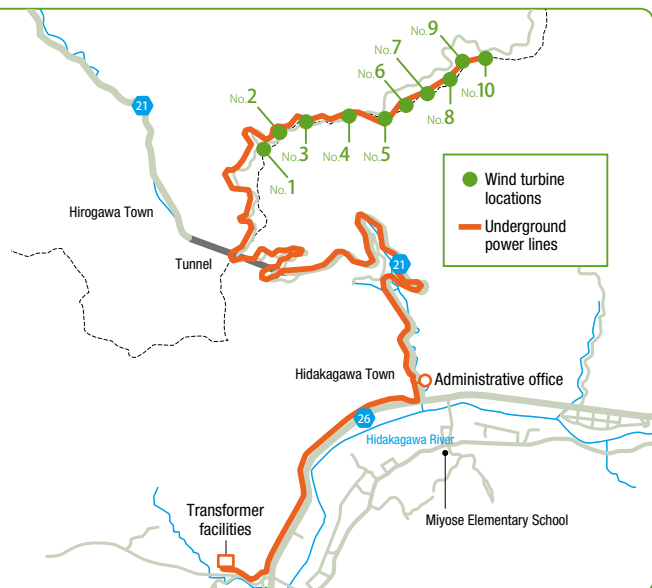 No.9
No.7
No.6
No.10
No.8
No.2
No.3
No.4
No.5
No.1
21
Hirogawa Town
Tunnel
Wind turbine
locations
Underground
power lines
21
Hidakagawa Town
Administrative office
26
Hidakagawa River
Miyose Elementary School
Transformer
facilities